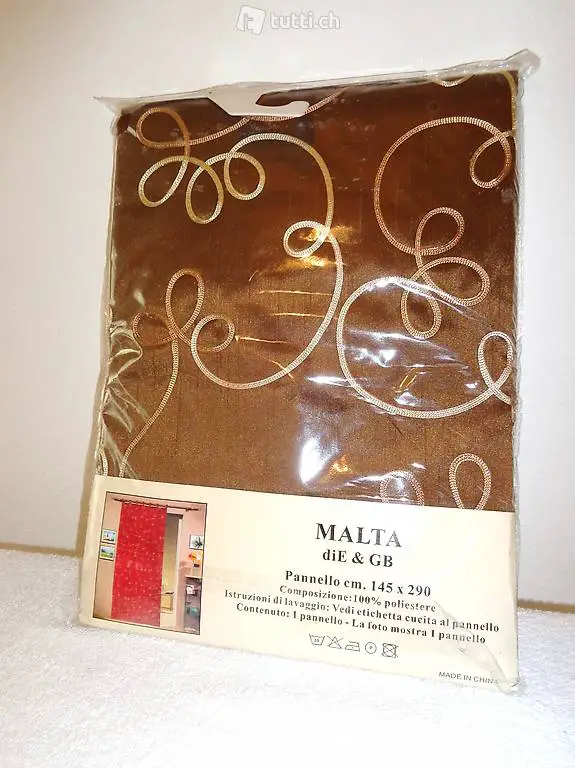 tutti.ch
MALTA
diE & GB
Pannello cm. 145 x 290
Composizione:100% poliestere
Istruzioni di lavaggio: Vedi etichetta cucita al pannello
Contenuto: 1 pannello - La foto mostra 1 pannello
MADE IN CHINA